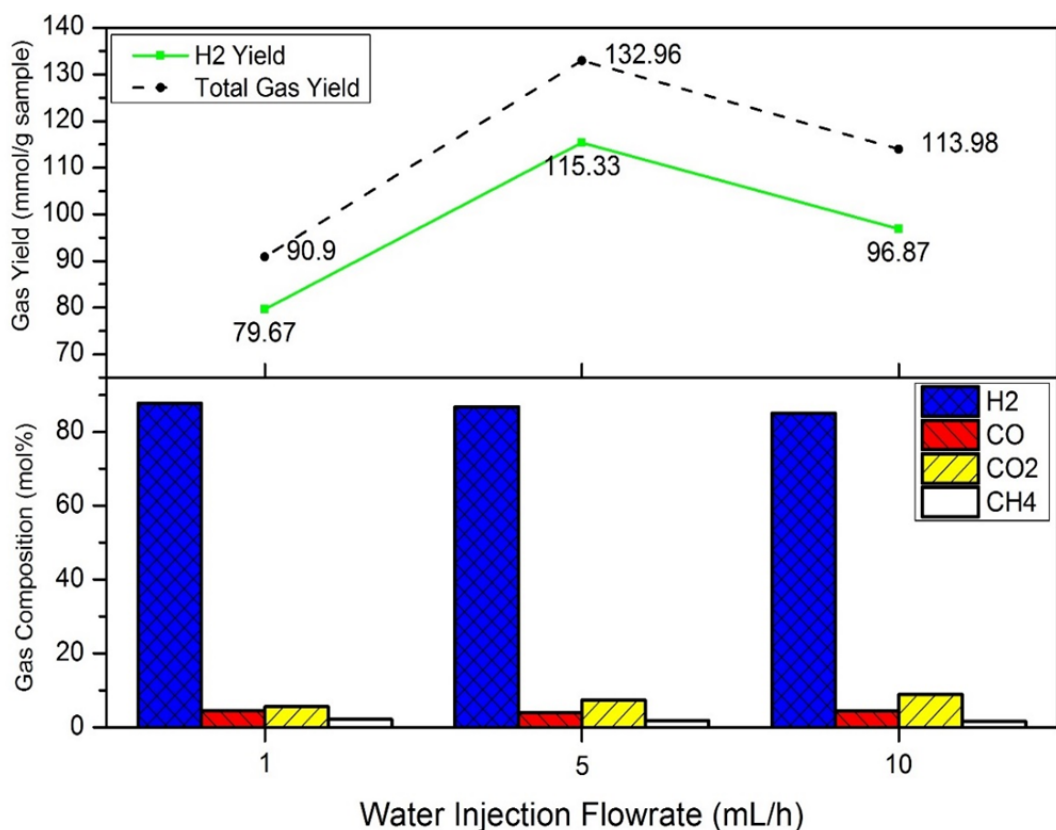 Gas Yield (mmol/g sample)
140
130
120
110
100
90
80
70
H2 Yield
Total Gas Yield
132.96
115.33
113.98
96.87
90.9
79.67
Gas Composition (mol%)
80
60
40
20
0
H2
CO
CO2
CH4
1 5 10
Water Injection Flowrate (mL/h)